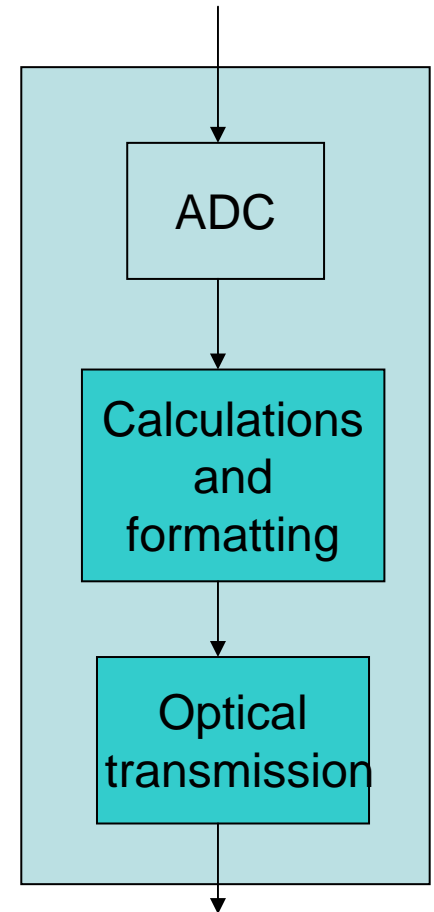 ADC
Calculations
and
formatting
Optical
transmission